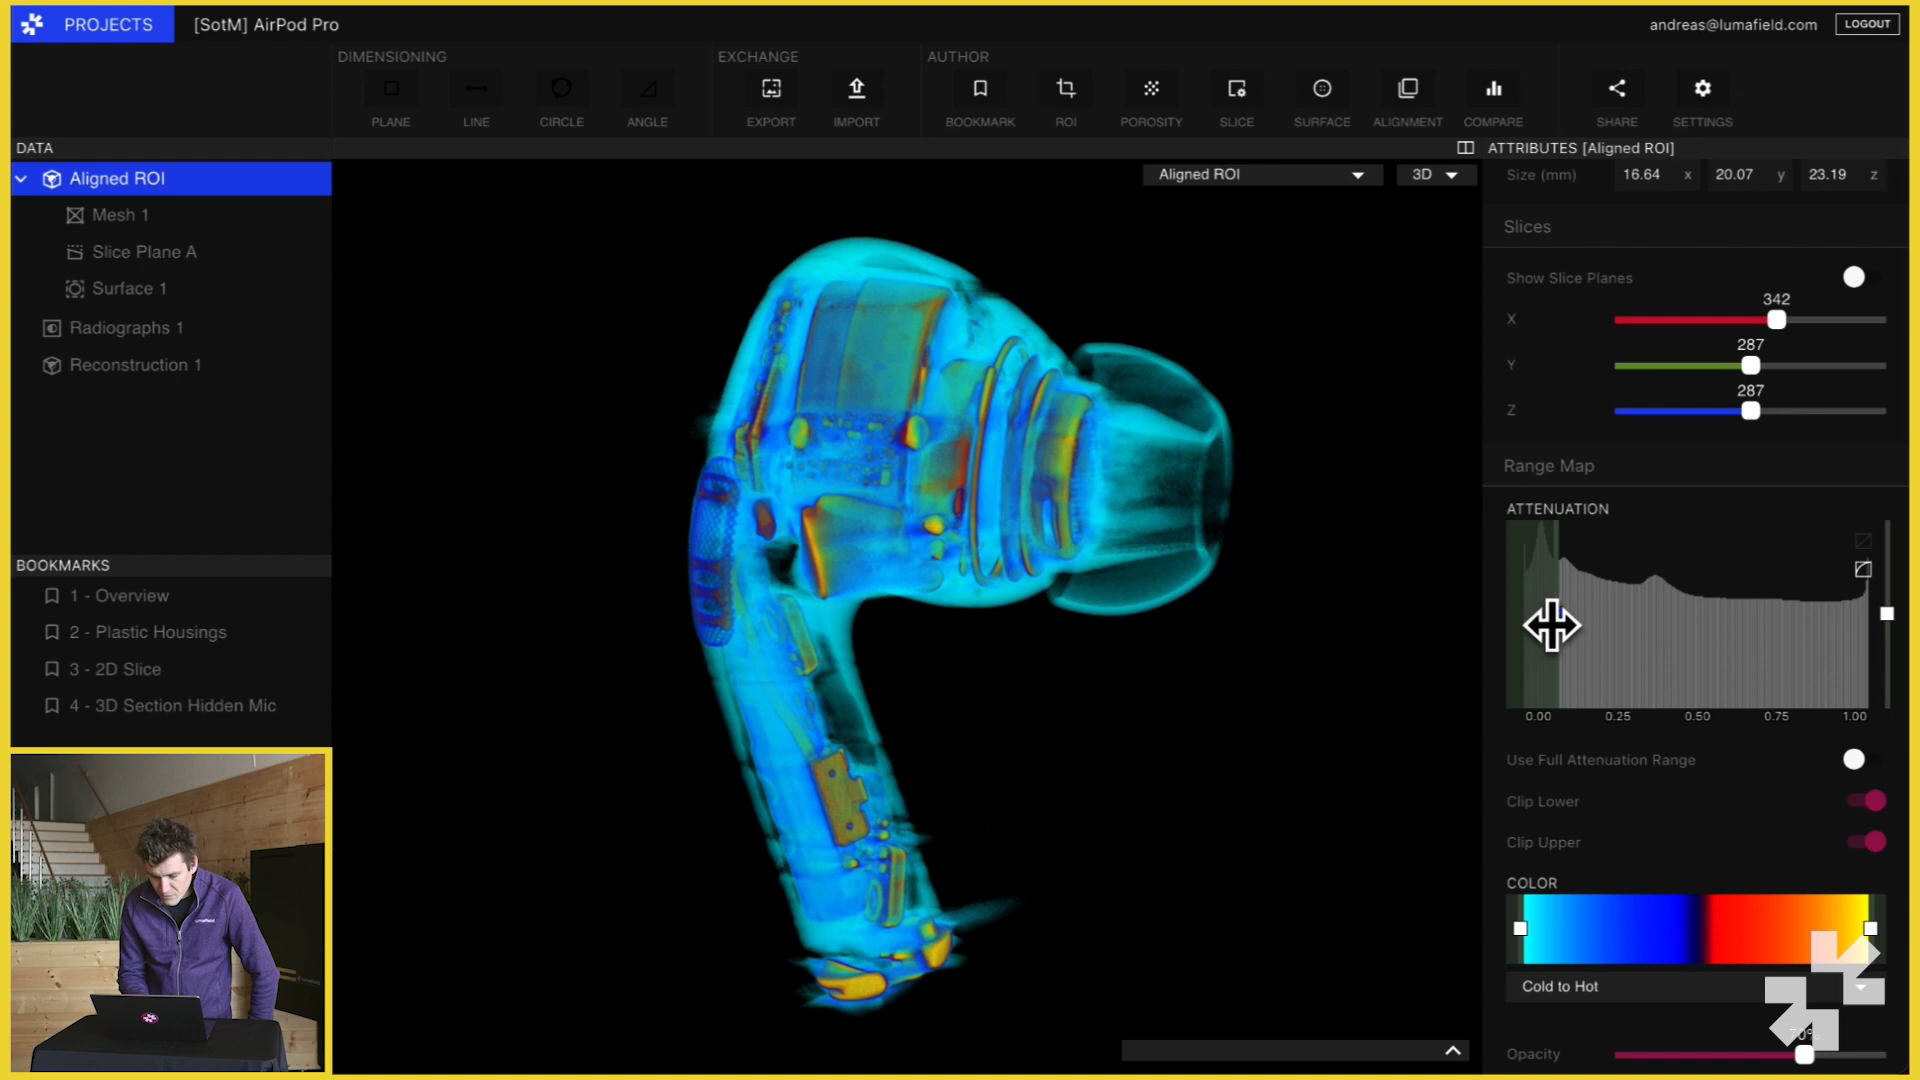 PROJECTS
[SotM] AirPod Pro
andreas@lumafield.com
LOGOUT
DIMENSIONING
EXCHANGE
AUTHOR
PLANE
LINE
CIRCLE
ANGLE
EXPORT
IMPORT
BOOKMARK
ROI
POROSITY
SLICE
SURFACE
ALIGNMENT
COMPARE
SHARE
SETTINGS
DATA
Aligned ROI
Mesh 1
Slice Plane A
Surface 1
Radiographs 1
Reconstruction 1
BOOKMARKS
1 - Overview
2 - Plastic Housings
3 - 2D Slice
4 - 3D Section Hidden Mic
Aligned ROI
3D
ATTRIBUTES [Aligned ROI]
Size (mm) 16.64 x 20.07 y 23.19 z
Slices
Show Slice Planes
342
X
287
Y
287
Z
Range Map
ATTENUATION
0.00 0.25 0.50 0.75 1.00
Use Full Attenuation Range
Clip Lower
Clip Upper
COLOR
Cold to Hot
Opacity
lumafield